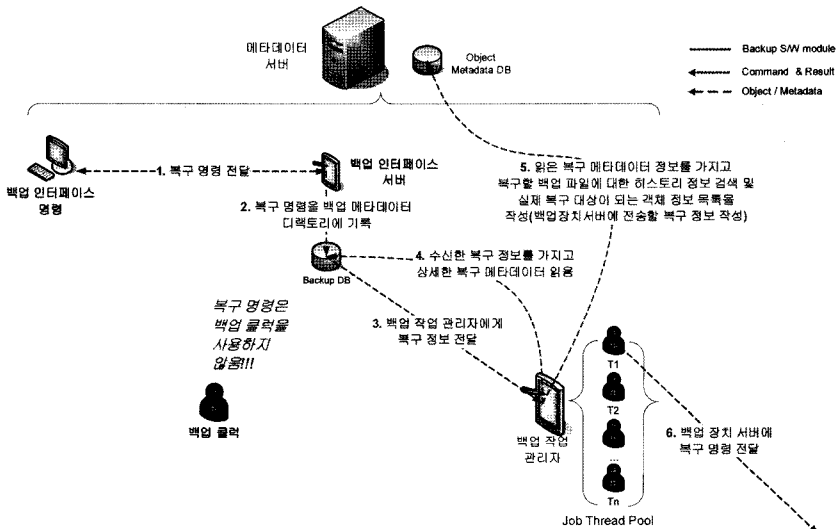 메타데이터
서버
Object
Metadata DB
Backup S/W module
Command & Result
Object / Metadata
백업 인터페이스
명령
1. 복구 명령 전달
백업 인터페이스
서버
2. 복구 명령을 백업 메타데이터
디랙토리에 기록
Backup DB
5. 읽은 복구 메타데이터 정보를 가지고
복구할 백업 파일에 대한 히스토리 정보 검색 및
실제 복구 대상이 되는 객체 정보 목록을
작성(백업장치서버에 전송할 복구 정보 작성)
4. 수신한 복구 정보를 가지고
상세한 복구 메타데이터 읽음
3. 백업 작업 관리자에게
복구 정보 전달
복구 명령은
백업 클럭을
사용하지
않음!!!
백업 클럭
백업 작업
관리자
T1
T2
...
Tn
Job Thread Pool
6. 백업 장치 서버에
복구 명령 전달